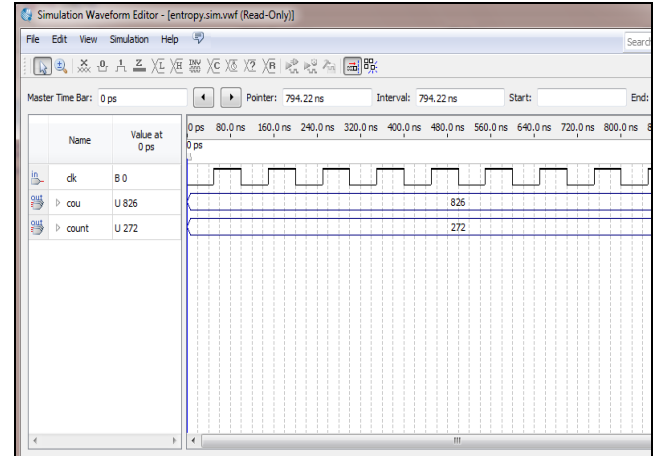 Simulation Waveform Editor - [entropy.sim.vwf (Read-Only)]
File Edit View Simulation Help
Search
Master Time Bar: 0 ps Pointer: 794.22 ns Interval: 794.22 ns Start: End:
Name Value at 0 ps
0 ps 80.0 ns 160.0 ns 240.0 ns 320.0 ns 400.0 ns 480.0 ns 560.0 ns 640.0 ns 720.0 ns 800.0 ns 8
0 ps
in clk B 0
out cou U 826 826
out count U 272 272